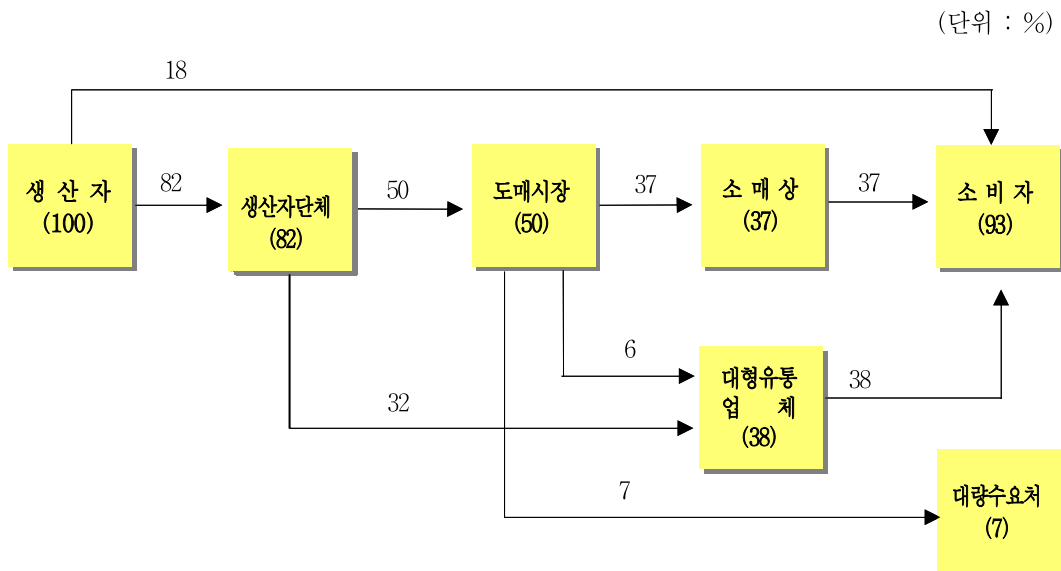 (단위 : %)
18
생 산 자
(100)
82
생산자단체
(82)
50
도매시장
(50)
37
소 매 상
(37)
37
소 비 자
(93)
6
32
대형유통
업 체
(38)
38
7
대량수요처
(7)